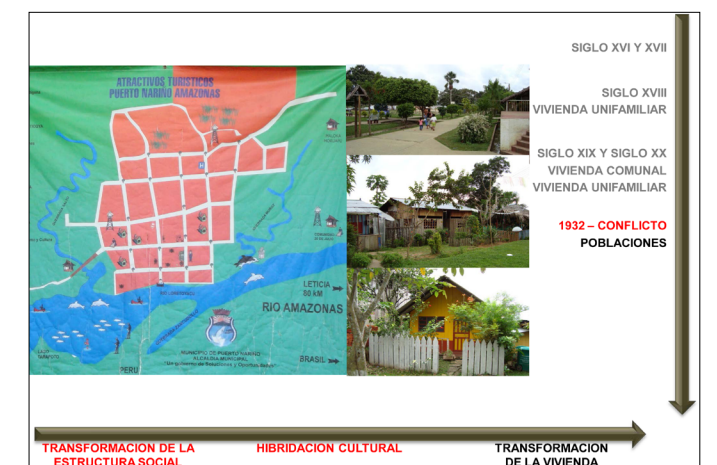 SIGLO XVI Y XVII
SIGLO XVIII
VIVIENDA UNIFAMILIAR
SIGLO XIX Y SIGLO XX
VIVIENDA COMUNAL
VIVIENDA UNIFAMILIAR
1932 – CONFLICTO
POBLACIONES
ATRACTIVOS TURISTICOS
PUERTO NARIÑO AMAZONAS
LETICIA
RIO AMAZONAS
BRASIL
MUNICIPIO DE PUERTO NARIÑO
ALCALDIA MUNICIPAL
PERU
TRANSFORMACION DE LA
ESTRUCTURA SOCIAL
HIBRIDACION CULTURAL
TRANSFORMACION
DE LA VIVIENDA